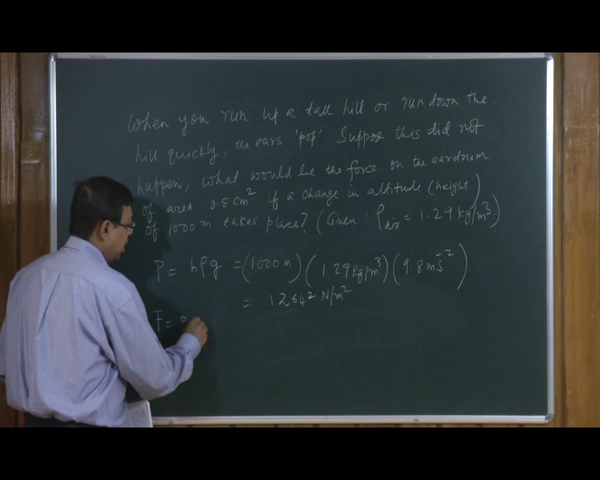 When you run up a tall hill or run down the
hill quickly, the ears 'pop'. Suppose this did not
happen, what would be the force on the eardrum
of area 0.5 cm² if a change in altitude (height)
of 1000 m takes place? (Given ρair = 1.29 kg/m³)
P = hρg = (1000 m) (1.29 kg/m³) (9.8 ms⁻²)
= 12642 N/m²
F =